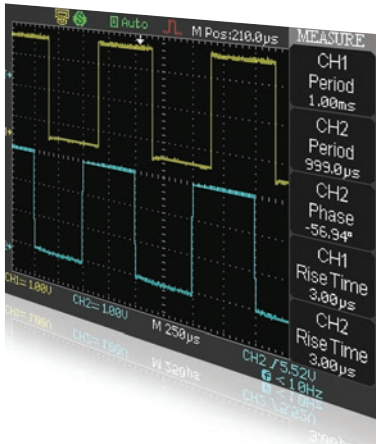 Auto
M Pos:210.0µs
MEASURE
CH1
Period
1.00ms
CH2
Period
999.0µs
CH2
Phase
-56.94°
CH1
Rise Time
3.00µs
CH2
Rise Time
3.00µs
CH1= 1.00V
CH2= 1.00V
M 250µs
CH2 / 5.52V
<10Hz